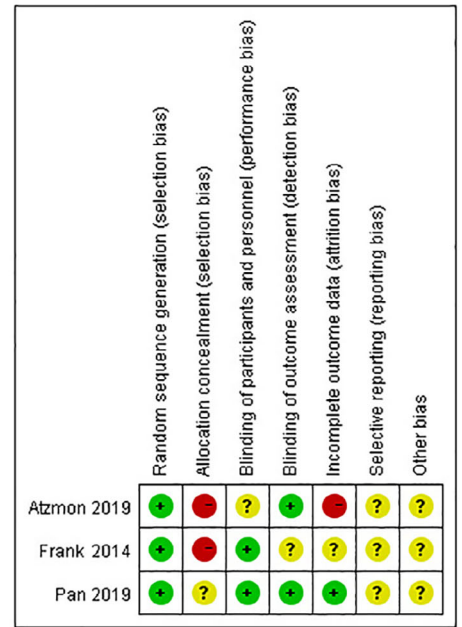 Random sequence generation (selection bias)
Allocation concealment (selection bias)
Blinding of participants and personnel (performance bias)
Blinding of outcome assessment (detection bias)
Incomplete outcome data (attrition bias)
Selective reporting (reporting bias)
Other bias
Atzmon 2019 + - ? + - ? ?
Frank 2014 + - + ? ? ? ?
Pan 2019 + ? + + + ? ?